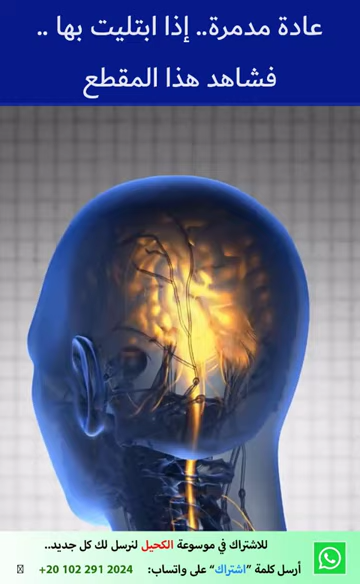 عادة مدمرة.. إذا ابتليت بها ..
فشاهد هذا المقطع
للاشتراك في موسوعة الكحيل لنرسل لك كل جديد..
أرسل كلمة "اشتراك" على واتساب: +20 102 291 2024